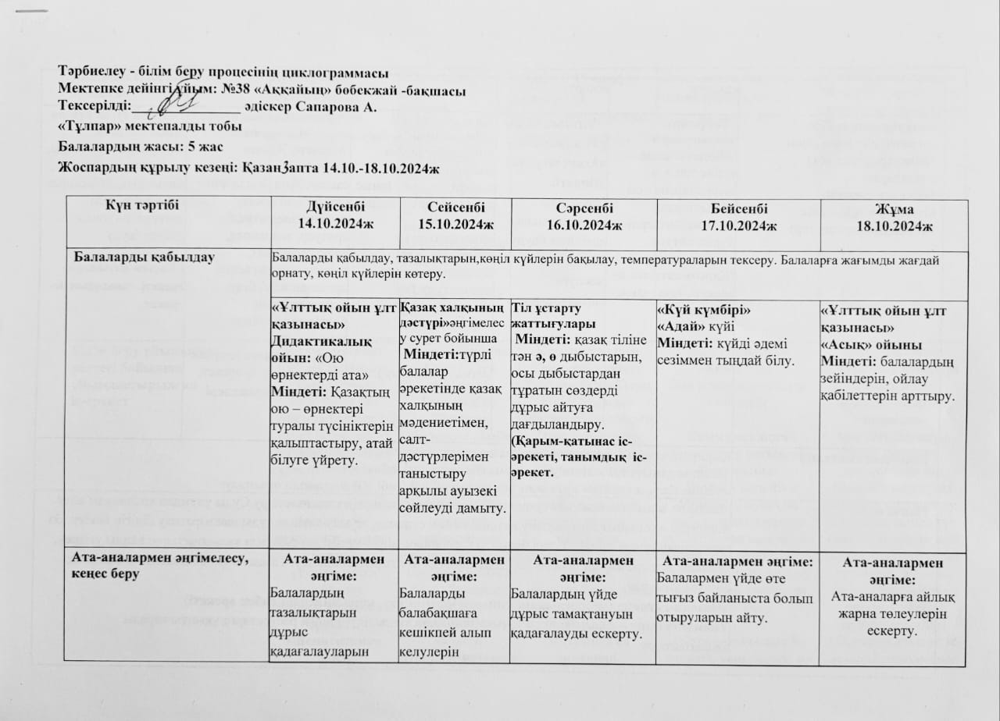 Тәрбиелеу - білім беру процесінің циклограммасы
Мектепке дейінгі ұйым: №38 «Аққайың» бөбекжай -бақшасы
Тексерілді:________________ әдіскер Сапарова А.
«Тұлпар» мектепалды тобы
Балалардың жасы: 5 жас
Жоспардың құрылу кезеңі: Қазан 3апта 14.10.-18.10.2024ж
Күн тәртібі
Дүйсенбі
14.10.2024ж
Сейсенбі
15.10.2024ж
Сәрсенбі
16.10.2024ж
Бейсенбі
17.10.2024ж
Жұма
18.10.2024ж
Балаларды қабылдау
Балаларды қабылдау, тазалықтарын,көңіл күйлерін бақылау, температураларын тексеру. Балаларға жағымды жағдай
орнату, көңіл күйлерін көтеру.
«Ұлттық ойын ұлт
қазынасы»
Дидактикалық
ойын: «Ою
өрнектерді ата»
Міндеті: Қазақтың
ою – өрнектері
туралы түсініктерін
қалыптастыру, атай
білуге үйрету.
Қазақ халқының
дәстүрі»әңгімелес
у сурет бойынша
Міндеті:түрлі
балалар
әрекетінде қазақ
халқының
мәдениетімен,
салт-
дәстүрлерімен
таныстыру
арқылы ауызекі
сөйлеуді дамыту.
Тіл ұстарту
жаттығулары
Міндеті: қазақ тіліне
тән ә, ө дыбыстарын,
осы дыбыстардан
тұратын сөздерді
дұрыс айтуға
дағдыландыру.
(Қарым-қатынас іс-
әрекеті, танымдық іс-
әрекет.
«Күй күмбірі»
«Адай» күйі
Міндеті: күйді әдемі
сезіммен тыңдай білу.
«Ұлттық ойын ұлт
қазынасы»
«Асық» ойыны
Міндеті: балалардың
зейіндерін, ойлау
қабілеттерін арттыру.
Ата-аналармен әңгімелесу,
кеңес беру
Ата-аналармен
әңгіме:
Балалардың
тазалықтарын
дұрыс
қадағалауларын
Ата-аналармен
әңгіме:
Балаларды
балабақшаға
кешікпей алып
келулерін
Ата-аналармен
әңгіме:
Балалардың үйде
дұрыс тамақтануын
қадағалауды ескерту.
Ата-аналармен әңгіме:
Балалармен үйде өте
тығыз байланыста болып
отыруларын айту.
Ата-аналармен
әңгіме:
Ата-аналарға айлық
жарна төлеулерін
ескерту.